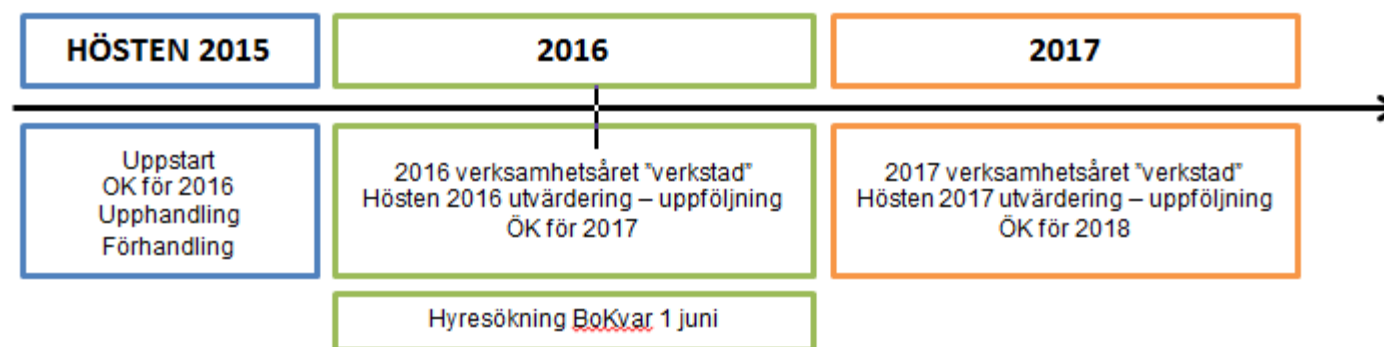 HÖSTEN 2015
2016
2017
Uppstart
OK för 2016
Upphandling
Förhandling
2016 verksamhetsåret ”verkstad”
Hösten 2016 utvärdering – uppföljning
ÖK för 2017
2017 verksamhetsåret ”verkstad”
Hösten 2017 utvärdering – uppföljning
ÖK för 2018
Hyresökning BoKvar 1 juni